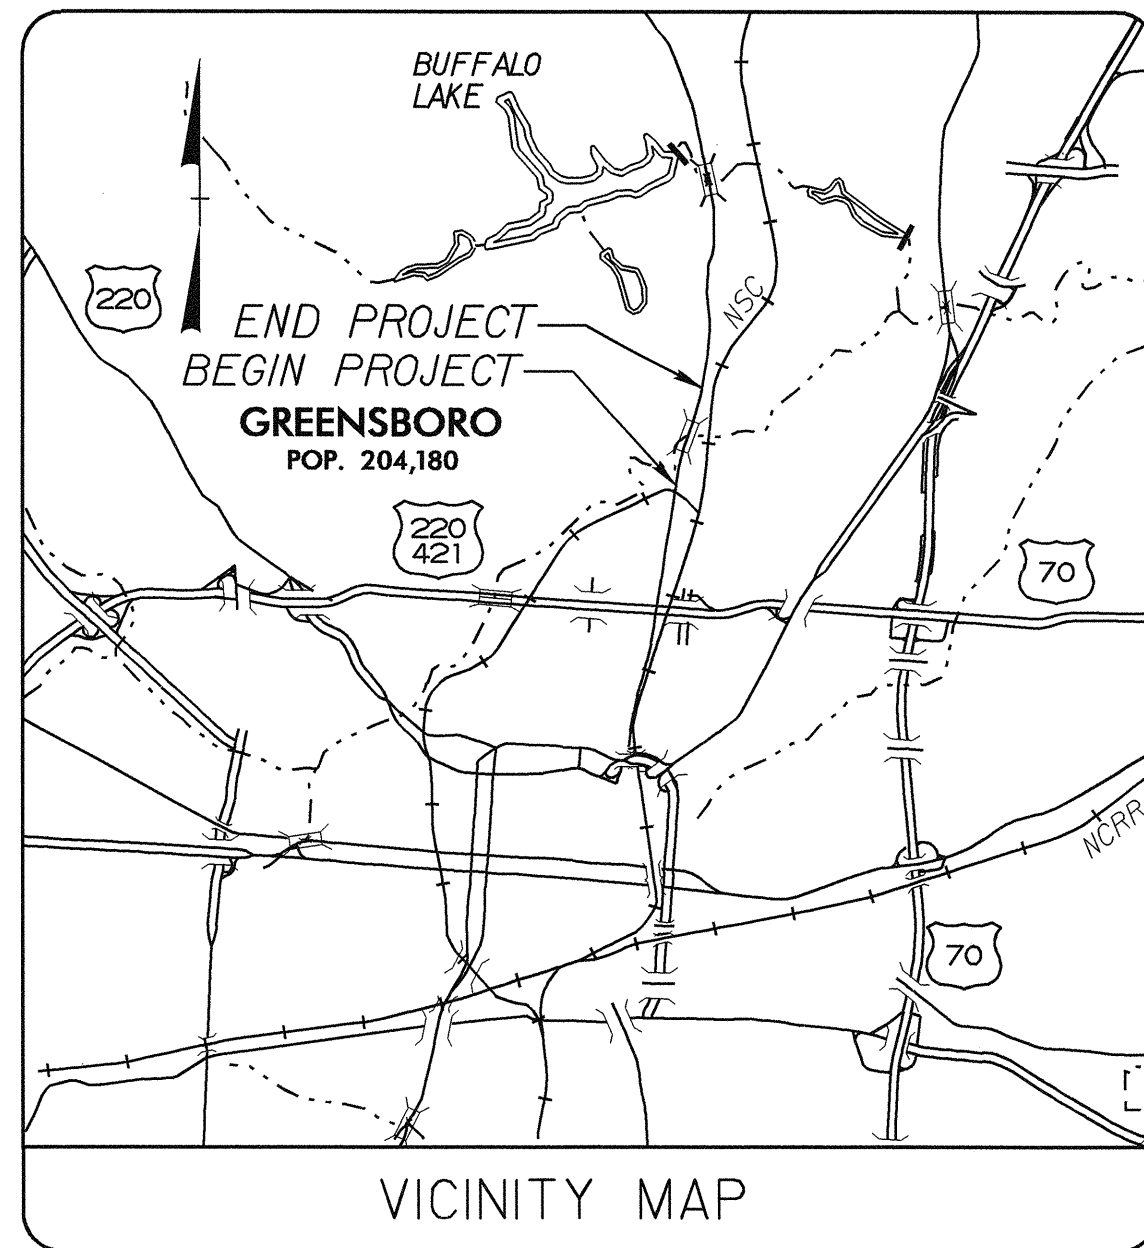 BUFFALO
LAKE
220
NSC
END PROJECT
BEGIN PROJECT
GREENSBORO
POP. 204,180
220
421
70
NCRR
70
VICINITY MAP